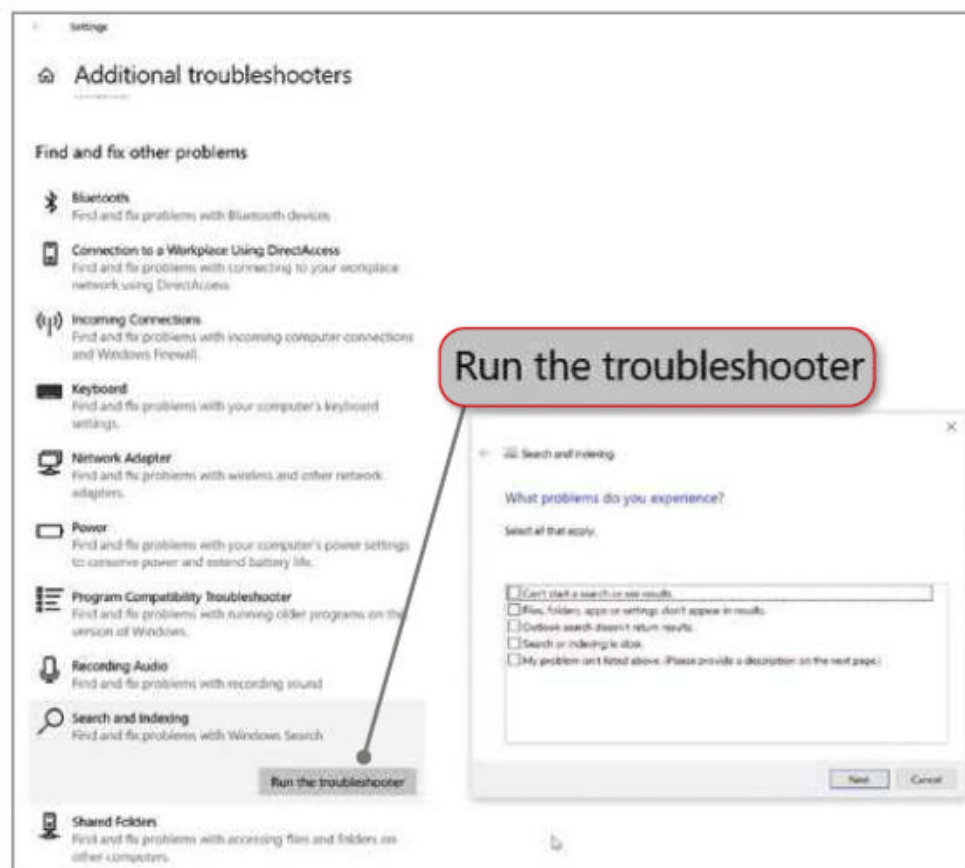 Settings
Additional troubleshooters
Find and fix other problems
Bluetooth
Find and fix problems with Bluetooth devices
Connection to a Workplace Using DirectAccess
Find and fix problems with connecting to your workplace
network using DirectAccess.
Incoming Connections
Find and fix problems with incoming computer connections
and Windows Firewall.
Keyboard
Find and fix problems with your computer's keyboard
settings.
Network Adapter
Find and fix problems with wireless and other network
adapters.
Power
Find and fix problems with your computer's power settings
to conserve power and extend battery life.
Program Compatibility Troubleshooter
Find and fix problems with running older programs on this
version of Windows.
Recording Audio
Find and fix problems with recording sound
Search and Indexing
Find and fix problems with Windows Search
Run the troubleshooter
Shared Folders
Find and fix problems with accessing files and folders on
other computers.
Run the troubleshooter
Search and Indexing
What problems do you experience?
Select all that apply.
Can't start a search or see results.
Files, folders, apps or settings don't appear in results.
Outlook search doesn't return results.
Search or indexing is slow.
My problem isn't listed above. (Please provide a description on the next page.)
Next
Cancel